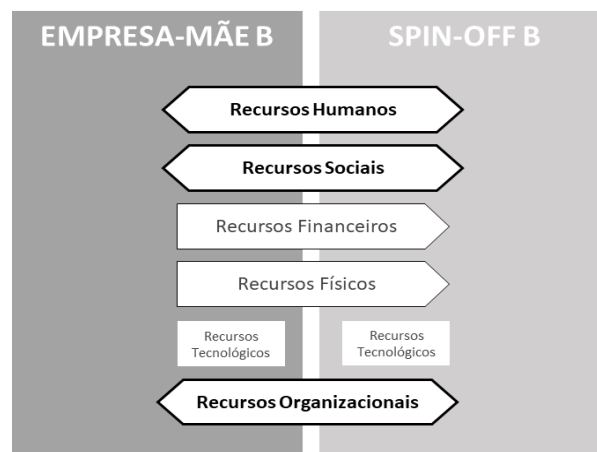 EMPRESA-MÃE B
SPIN-OFF B
Recursos Humanos
Recursos Sociais
Recursos Financeiros
Recursos Físicos
Recursos
Tecnológicos
Recursos
Tecnológicos
Recursos Organizacionais